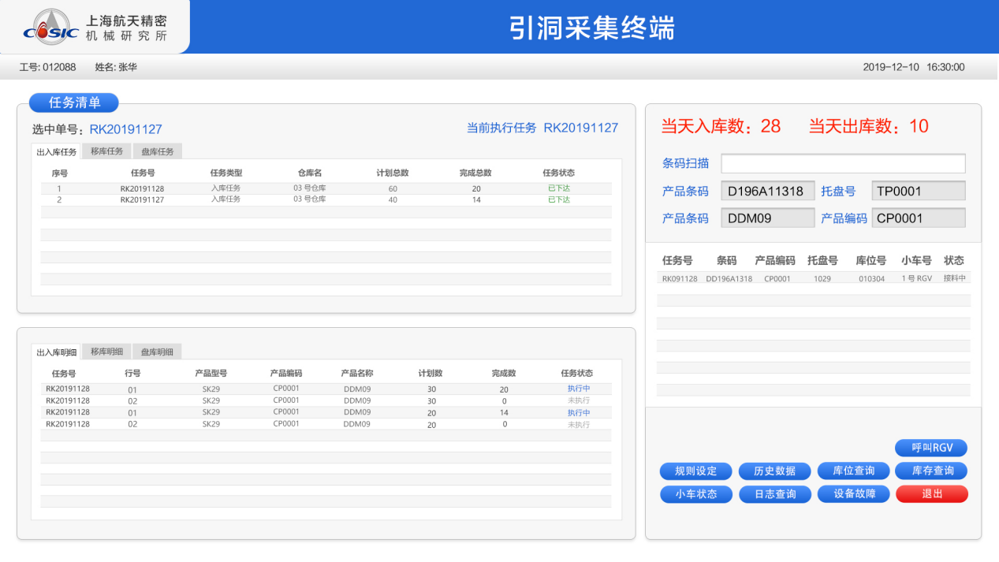 COSIC 上海航天精密
机械研究所
引洞采集终端
工号: 012088 姓名: 张华 2019-12-10 16:30:00
任务清单
选中单号： RK20191127 当前执行任务 RK20191127
出入库任务 移库任务 盘库任务
序号 任务号 任务类型 仓库名 计划总数 完成总数 任务状态
1 RK20191128 入库任务 03 号仓库 60 20 已下达
2 RK20191127 入库任务 03 号仓库 40 14 已下达
出入库明细 移库明细 盘库明细
任务号 行号 产品型号 产品编码 产品名称 计划数 完成数 任务状态
RK20191128 01 SK29 CP0001 DDM09 30 20 执行中
RK20191128 02 SK29 CP0001 DDM09 30 0 未执行
RK20191128 01 SK29 CP0001 DDM09 20 14 执行中
RK20191128 02 SK29 CP0001 DDM09 20 0 未执行
当天入库数：28 当天出库数：10
条码扫描
产品条码 D196A11318 托盘号 TP0001
产品条码 DDM09 产品编码 CP0001
任务号 条码 产品编码 托盘号 库位号 小车号 状态
RK091128 DD196A1318 CP0001 1029 010304 1 号 RGV 接料中
呼叫RGV
规则设定 历史数据 库位查询 库存查询
小车状态 日志查询 设备故障 退出